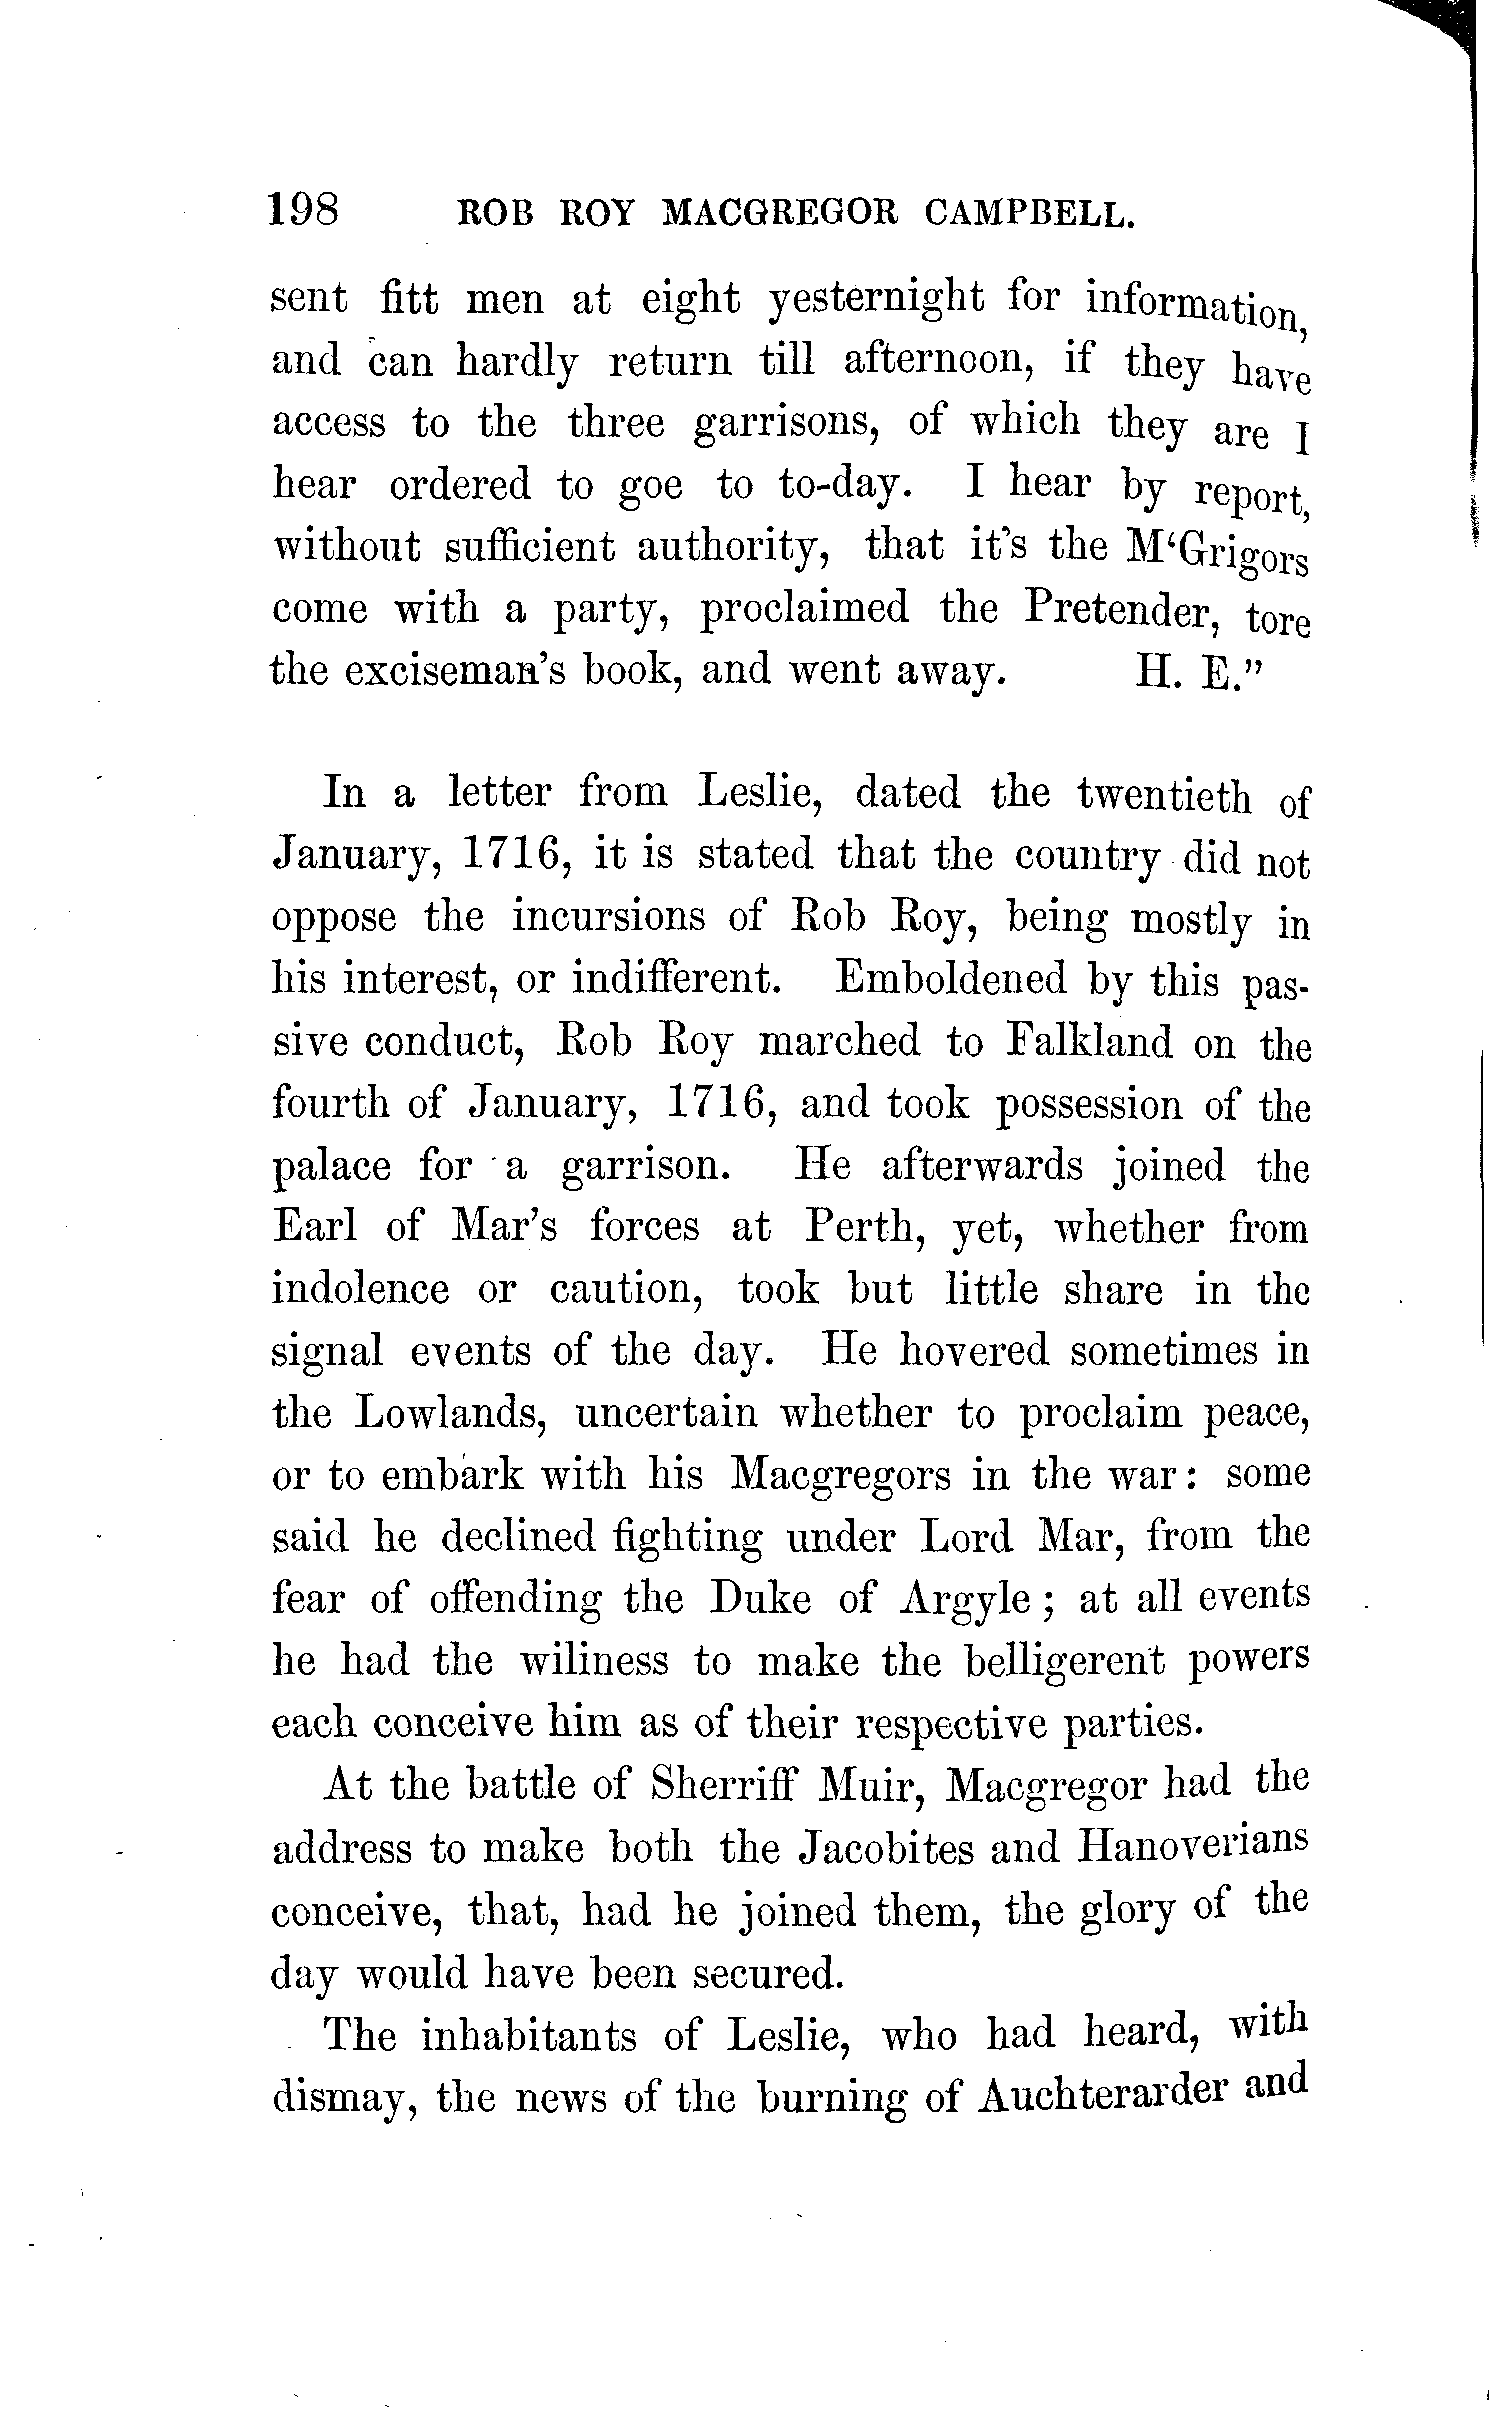 198 ROB ROY MACGREGOR CAMPBELL.
sent fitt men at eight yesternight for information,
and can hardly return till afternoon, if they have
access to the three garrisons, of which they are I
hear ordered to goe to to-day. I hear by report,
without sufficient authority, that it's the M‘Grigors
come with a party, proclaimed the Pretender, tore
the exciseman's book, and went away. H. E.”
In a letter from Leslie, dated the twentieth of
January, 1716, it is stated that the country did not
oppose the incursions of Rob Roy, being mostly in
his interest, or indifferent. Emboldened by this pas-
sive conduct, Rob Roy marched to Falkland on the
fourth of January, 1716, and took possession of the
palace for a garrison. He afterwards joined the
Earl of Mar's forces at Perth, yet, whether from
indolence or caution, took but little share in the
signal events of the day. He hovered sometimes in
the Lowlands, uncertain whether to proclaim peace,
or to embark with his Macgregors in the war: some
said he declined fighting under Lord Mar, from the
fear of offending the Duke of Argyle; at all events
he had the wiliness to make the belligerent powers
each conceive him as of their respective parties.
At the battle of Sherriff Muir, Macgregor had the
address to make both the Jacobites and Hanoverians
conceive, that, had he joined them, the glory of the
day would have been secured.
The inhabitants of Leslie, who had heard, with
dismay, the news of the burning of Auchterarder and